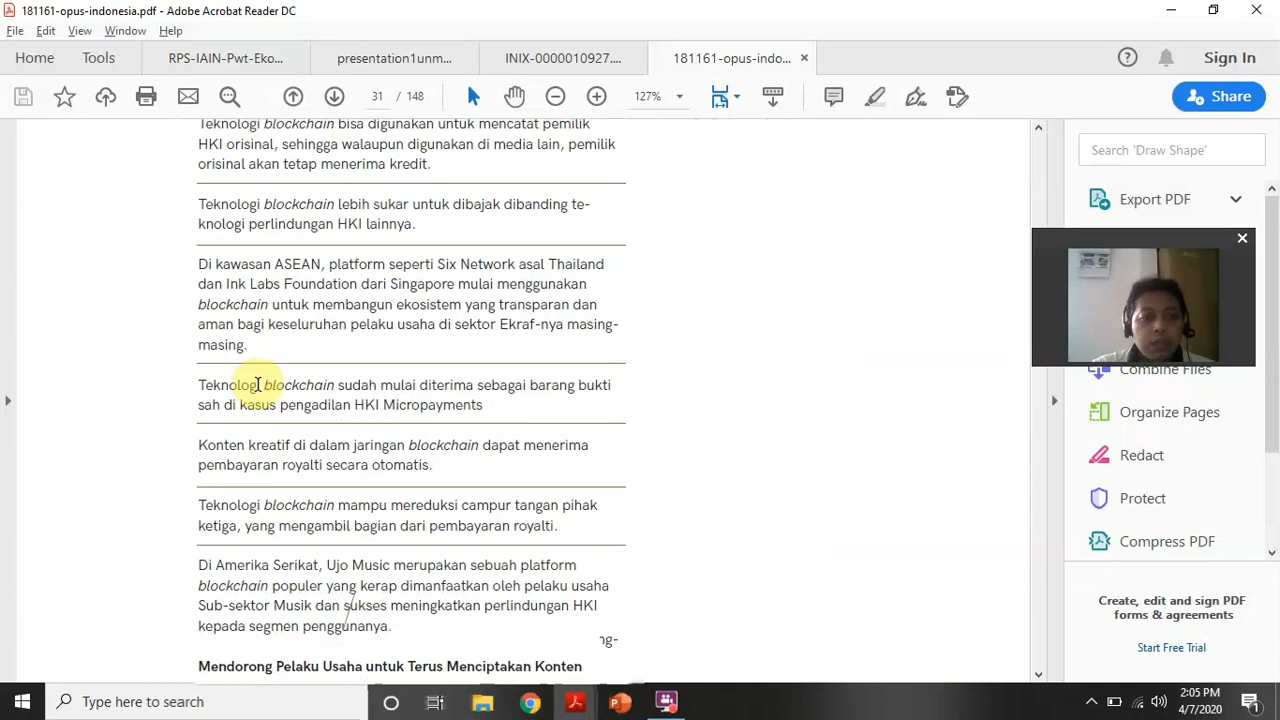 181161-opus-indonesia.pdf - Adobe Acrobat Reader DC
File Edit View Window Help
Home Tools RPS-IAIN-Pwt-Eko... presentation1unm... INIX-0000010927.... 181161-opus-indo... Sign In
31 / 148 127% Share
Teknologi blockchain bisa digunakan untuk mencatat pemilik
HKI orisinal, sehingga walaupun digunakan di media lain, pemilik
orisinal akan tetap menerima kredit.
Teknologi blockchain lebih sukar untuk dibajak dibanding te-
knologi perlindungan HKI lainnya.
Di kawasan ASEAN, platform seperti Six Network asal Thailand
dan Ink Labs Foundation dari Singapore mulai menggunakan
blockchain untuk membangun ekosistem yang transparan dan
aman bagi keseluruhan pelaku usaha di sektor Ekraf-nya masing-
masing.
Teknologi blockchain sudah mulai diterima sebagai barang bukti
sah di kasus pengadilan HKI Micropayments
Konten kreatif di dalam jaringan blockchain dapat menerima
pembayaran royalti secara otomatis.
Teknologi blockchain mampu mereduksi campur tangan pihak
ketiga, yang mengambil bagian dari pembayaran royalti.
Di Amerika Serikat, Ujo Music merupakan sebuah platform
blockchain populer yang kerap dimanfaatkan oleh pelaku usaha
Sub-sektor Musik dan sukses meningkatkan perlindungan HKI
kepada segmen penggunanya.
Mendorong Pelaku Usaha untuk Terus Menciptakan Konten
Search 'Draw Shape'
Export PDF
Combine Files
Organize Pages
Redact
Protect
Compress PDF
Create, edit and sign PDF
forms & agreements
Start Free Trial
Type here to search
2:05 PM
4/7/2020